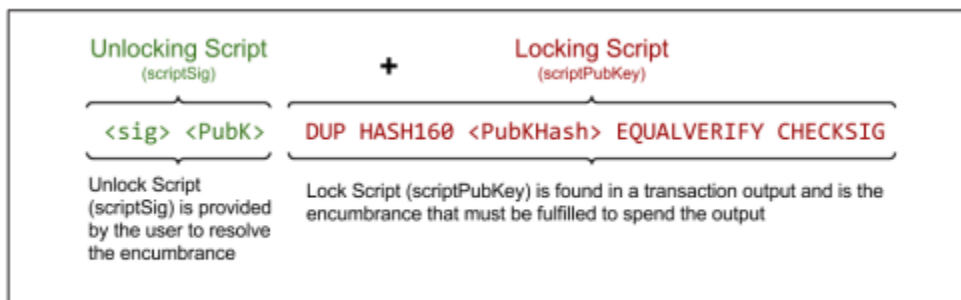 Unlocking Script
(scriptSig)
+
Locking Script
(scriptPubKey)
<sig> <PubK>
DUP HASH160 <PubKHash> EQUALVERIFY CHECKSIG
Unlock Script
(scriptSig) is provided
by the user to resolve
the encumbrance
Lock Script (scriptPubKey) is found in a transaction output and is the
encumbrance that must be fulfilled to spend the output